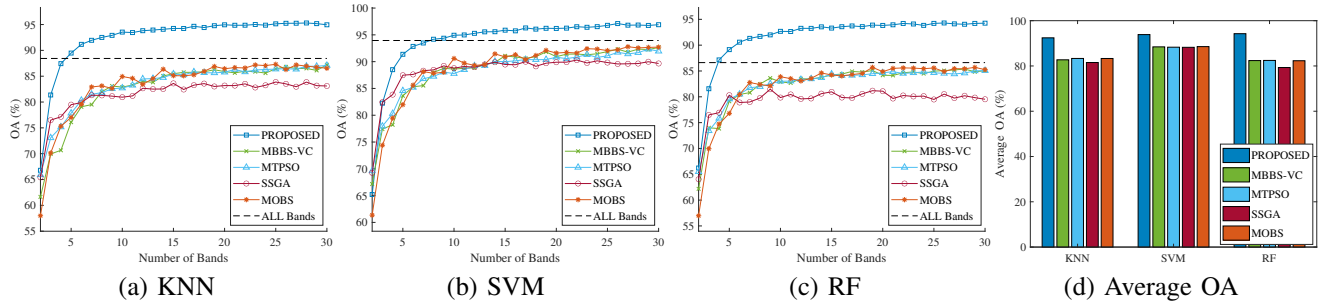 OA (%)
95
90
85
80
75
70
65
60
55
5
10
15
20
25
30
Number of Bands
PROPOSED
MBBS-VC
MTPSO
SSGA
MOBS
ALL Bands
(a) KNN
OA (%)
100
95
90
85
80
75
70
65
60
5
10
15
20
25
30
Number of Bands
PROPOSED
MBBS-VC
MTPSO
SSGA
MOBS
ALL Bands
(b) SVM
OA (%)
95
90
85
80
75
70
65
60
55
5
10
15
20
25
30
Number of Bands
PROPOSED
MBBS-VC
MTPSO
SSGA
MOBS
ALL Bands
(c) RF
Average OA (%)
100
80
60
40
20
0
KNN
SVM
RF
PROPOSED
MBBS-VC
MTPSO
SSGA
MOBS
(d) Average OA